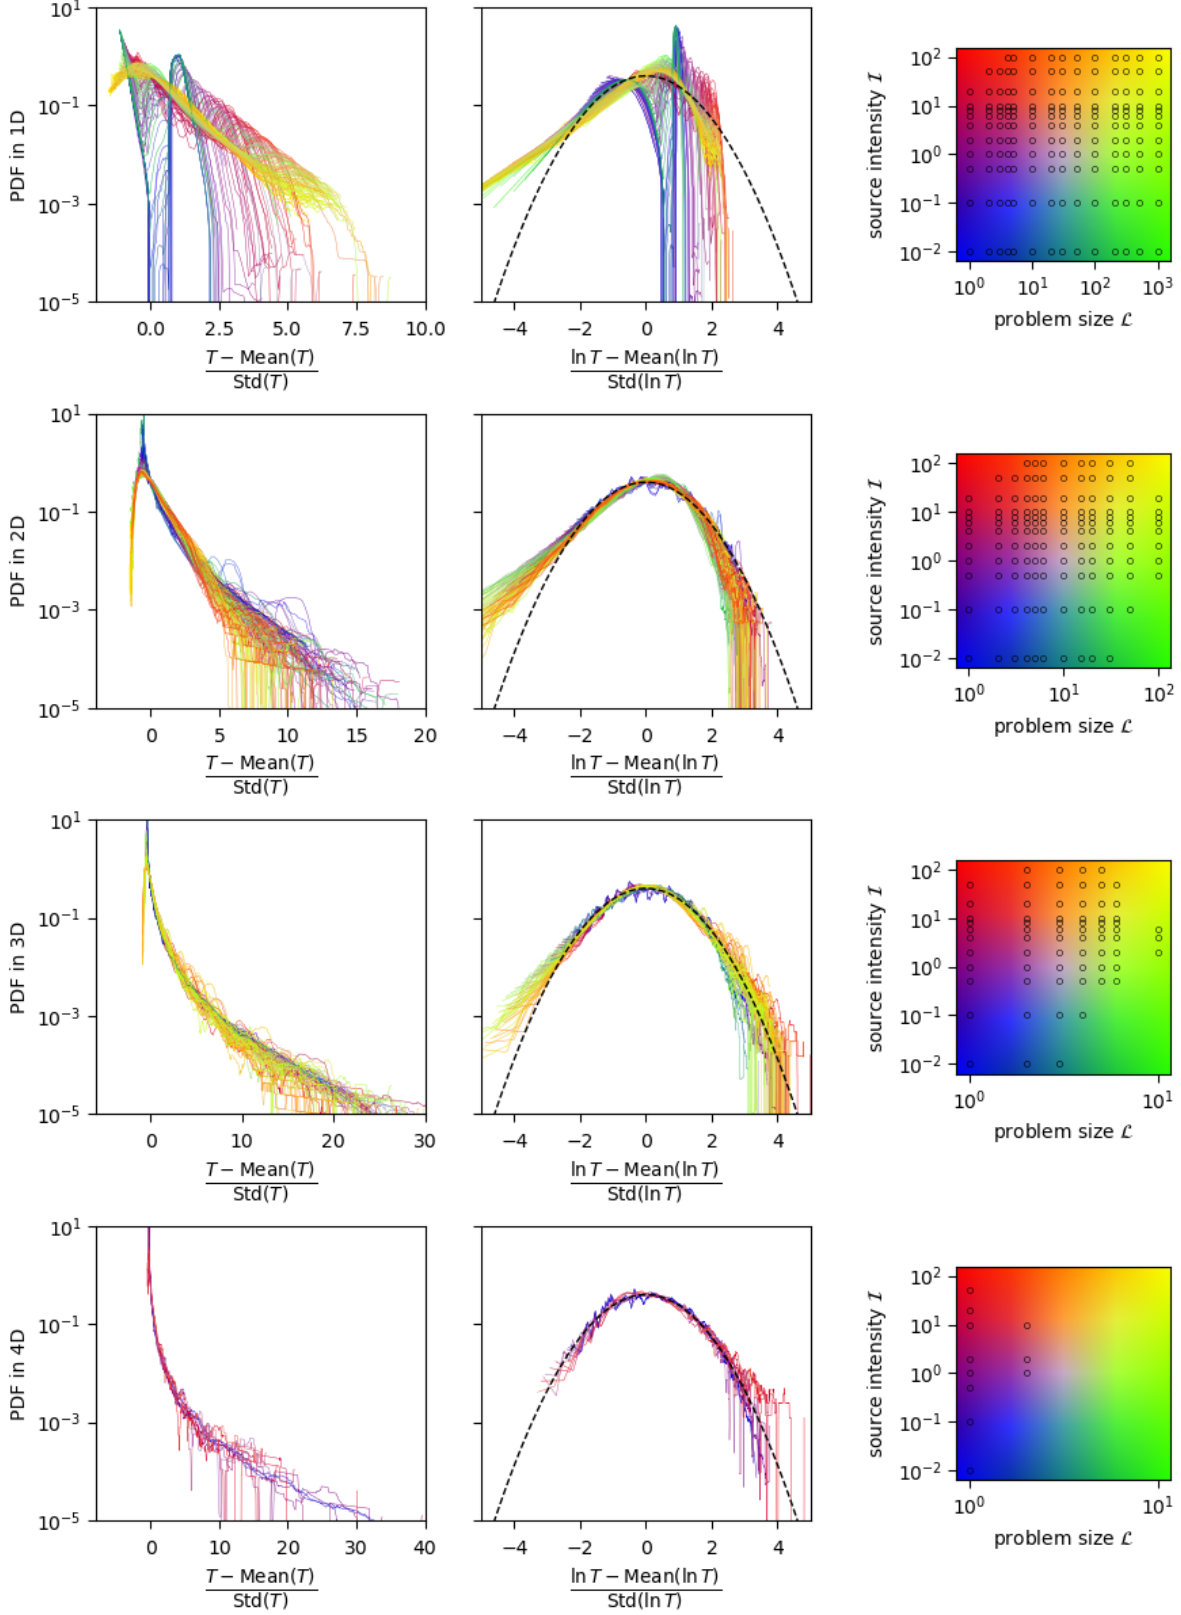 PDF in 1D
10^1
10^{-1}
10^{-3}
10^{-5}
0.0 2.5 5.0 7.5 10.0
T − Mean(T)
Std(T)
−4 −2 0 2 4
ln T − Mean(ln T)
Std(ln T)
source intensity ℐ
10^2
10^1
10^0
10^{-1}
10^{-2}
10^0 10^1 10^2 10^3
problem size ℒ
PDF in 2D
10^1
10^{-1}
10^{-3}
10^{-5}
0 5 10 15 20
T − Mean(T)
Std(T)
−4 −2 0 2 4
ln T − Mean(ln T)
Std(ln T)
source intensity ℐ
10^2
10^1
10^0
10^{-1}
10^{-2}
10^0 10^1 10^2
problem size ℒ
PDF in 3D
10^1
10^{-1}
10^{-3}
10^{-5}
0 10 20 30
T − Mean(T)
Std(T)
−4 −2 0 2 4
ln T − Mean(ln T)
Std(ln T)
source intensity ℐ
10^2
10^1
10^0
10^{-1}
10^{-2}
10^0 10^1
problem size ℒ
PDF in 4D
10^1
10^{-1}
10^{-3}
10^{-5}
0 10 20 30 40
T − Mean(T)
Std(T)
−4 −2 0 2 4
ln T − Mean(ln T)
Std(ln T)
source intensity ℐ
10^2
10^1
10^0
10^{-1}
10^{-2}
10^0 10^1
problem size ℒ